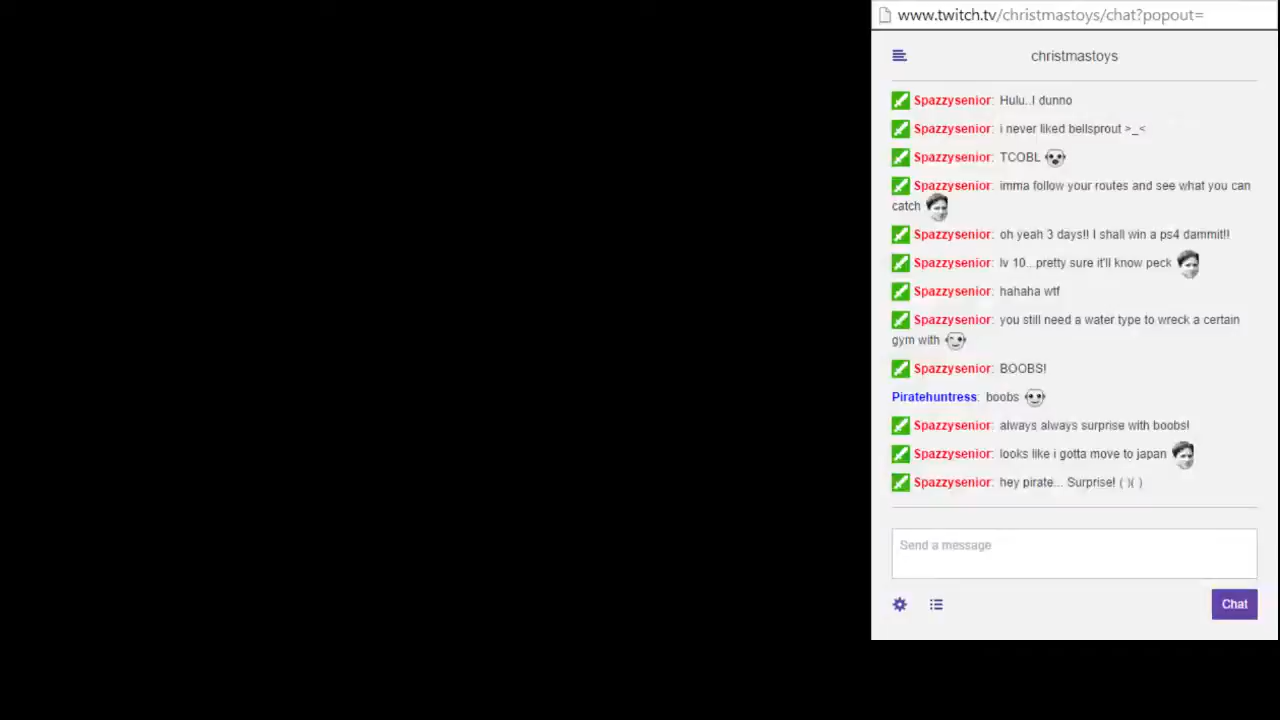 www.twitch.tv/christmastoys/chat?popout=
christmastoys
Spazzysenior: Hulu..I dunno
Spazzysenior: i never liked bellsprout >_<
Spazzysenior: TCOBL
Spazzysenior: imma follow your routes and see what you can
catch
Spazzysenior: oh yeah 3 days!! I shall win a ps4 dammit!!
Spazzysenior: lv 10...pretty sure it'll know peck
Spazzysenior: hahaha wtf
Spazzysenior: you still need a water type to wreck a certain
gym with
Spazzysenior: BOOBS!
Piratehuntress: boobs
Spazzysenior: always always surprise with boobs!
Spazzysenior: looks like i gotta move to japan
Spazzysenior: hey pirate... Surprise! ( )( )
Send a message
Chat